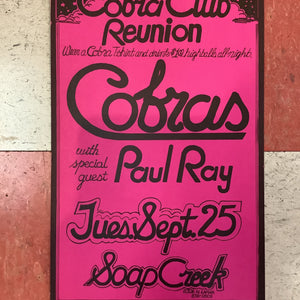 Cobra Club
Reunion
Wear a Cobra T-shirt and drink $1.00 highballs all night.
Cobras
with
special
guest
Paul Ray
Tues. Sept. 25
Soap Creek